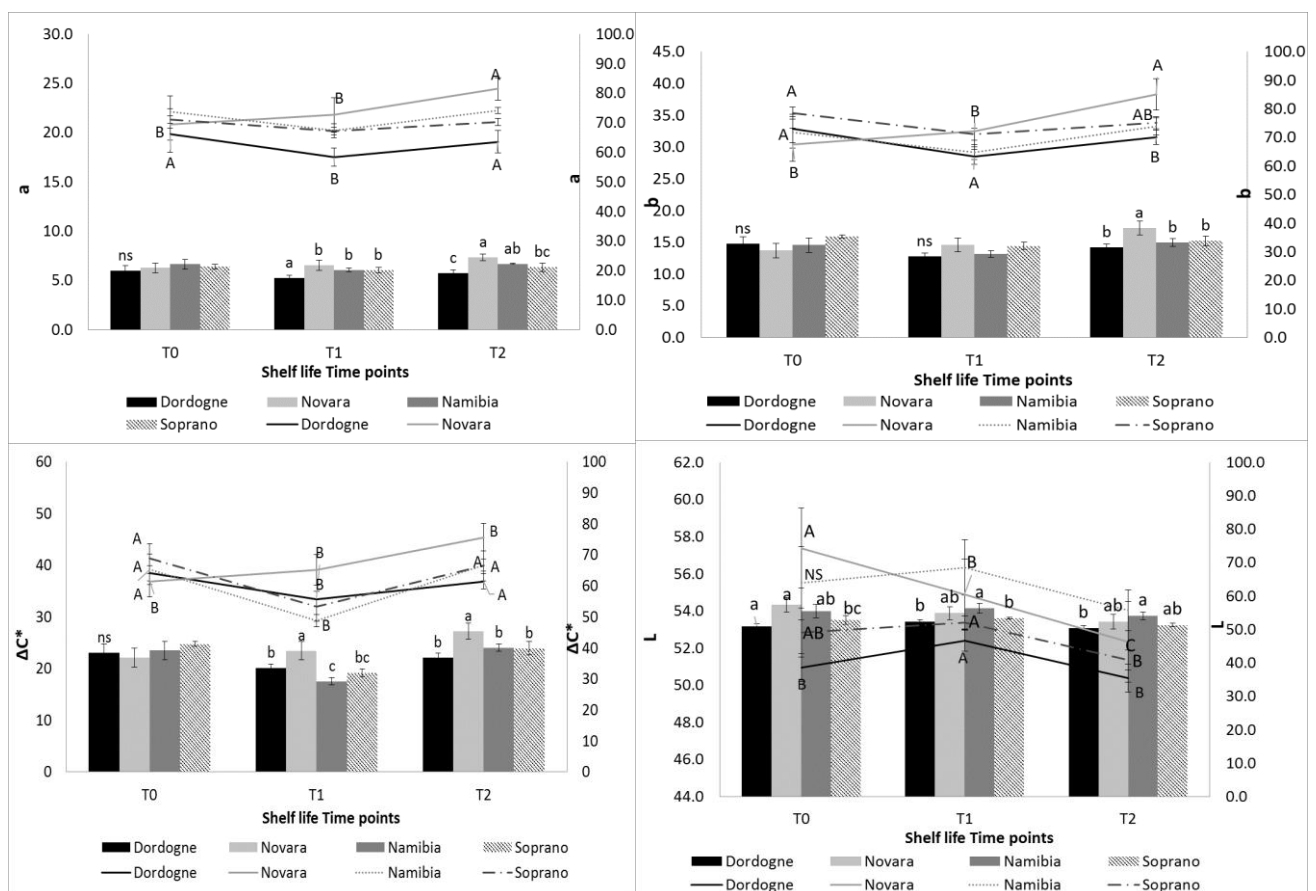 30.0
25.0
20.0
15.0
10.0
5.0
0.0
a
100.0
90.0
80.0
70.0
60.0
50.0
40.0
30.0
20.0
10.0
0.0
a
B
A
B
B
A
A
ns
a b b b
c a ab bc
T0 T1 T2
Shelf life Time points
Dordogne Novara Namibia
Soprano Dordogne Novara
45.0
40.0
35.0
30.0
25.0
20.0
15.0
10.0
5.0
0.0
b
100.0
90.0
80.0
70.0
60.0
50.0
40.0
30.0
20.0
10.0
0.0
b
A
A
B
B
A
A
AB
B
ns
ns
b a b b
T0 T1 T2
Shelf life Time points
Dordogne Novara Namibia Soprano
Dordogne Novara Namibia Soprano
60
50
40
30
20
10
0
ΔC*
100
90
80
70
60
50
40
30
20
10
0
ΔC*
A
A
A
B
B
B
B
B
A
A
A
ns
b a c bc
b a b b
T0 T1 T2
Shelf life Time points
Dordogne Novara Namibia Soprano
Dordogne Novara Namibia Soprano
62.0
60.0
58.0
56.0
54.0
52.0
50.0
48.0
46.0
44.0
L
100.0
90.0
80.0
70.0
60.0
50.0
40.0
30.0
20.0
10.0
0.0
L
A
NS
AB
B
B
A
A
C
B
B
a a ab bc
b ab a b
b ab a ab
T0 T1 T2
Shelf life Time points
Dordogne Novara Namibia Soprano
Dordogne Novara Namibia Soprano